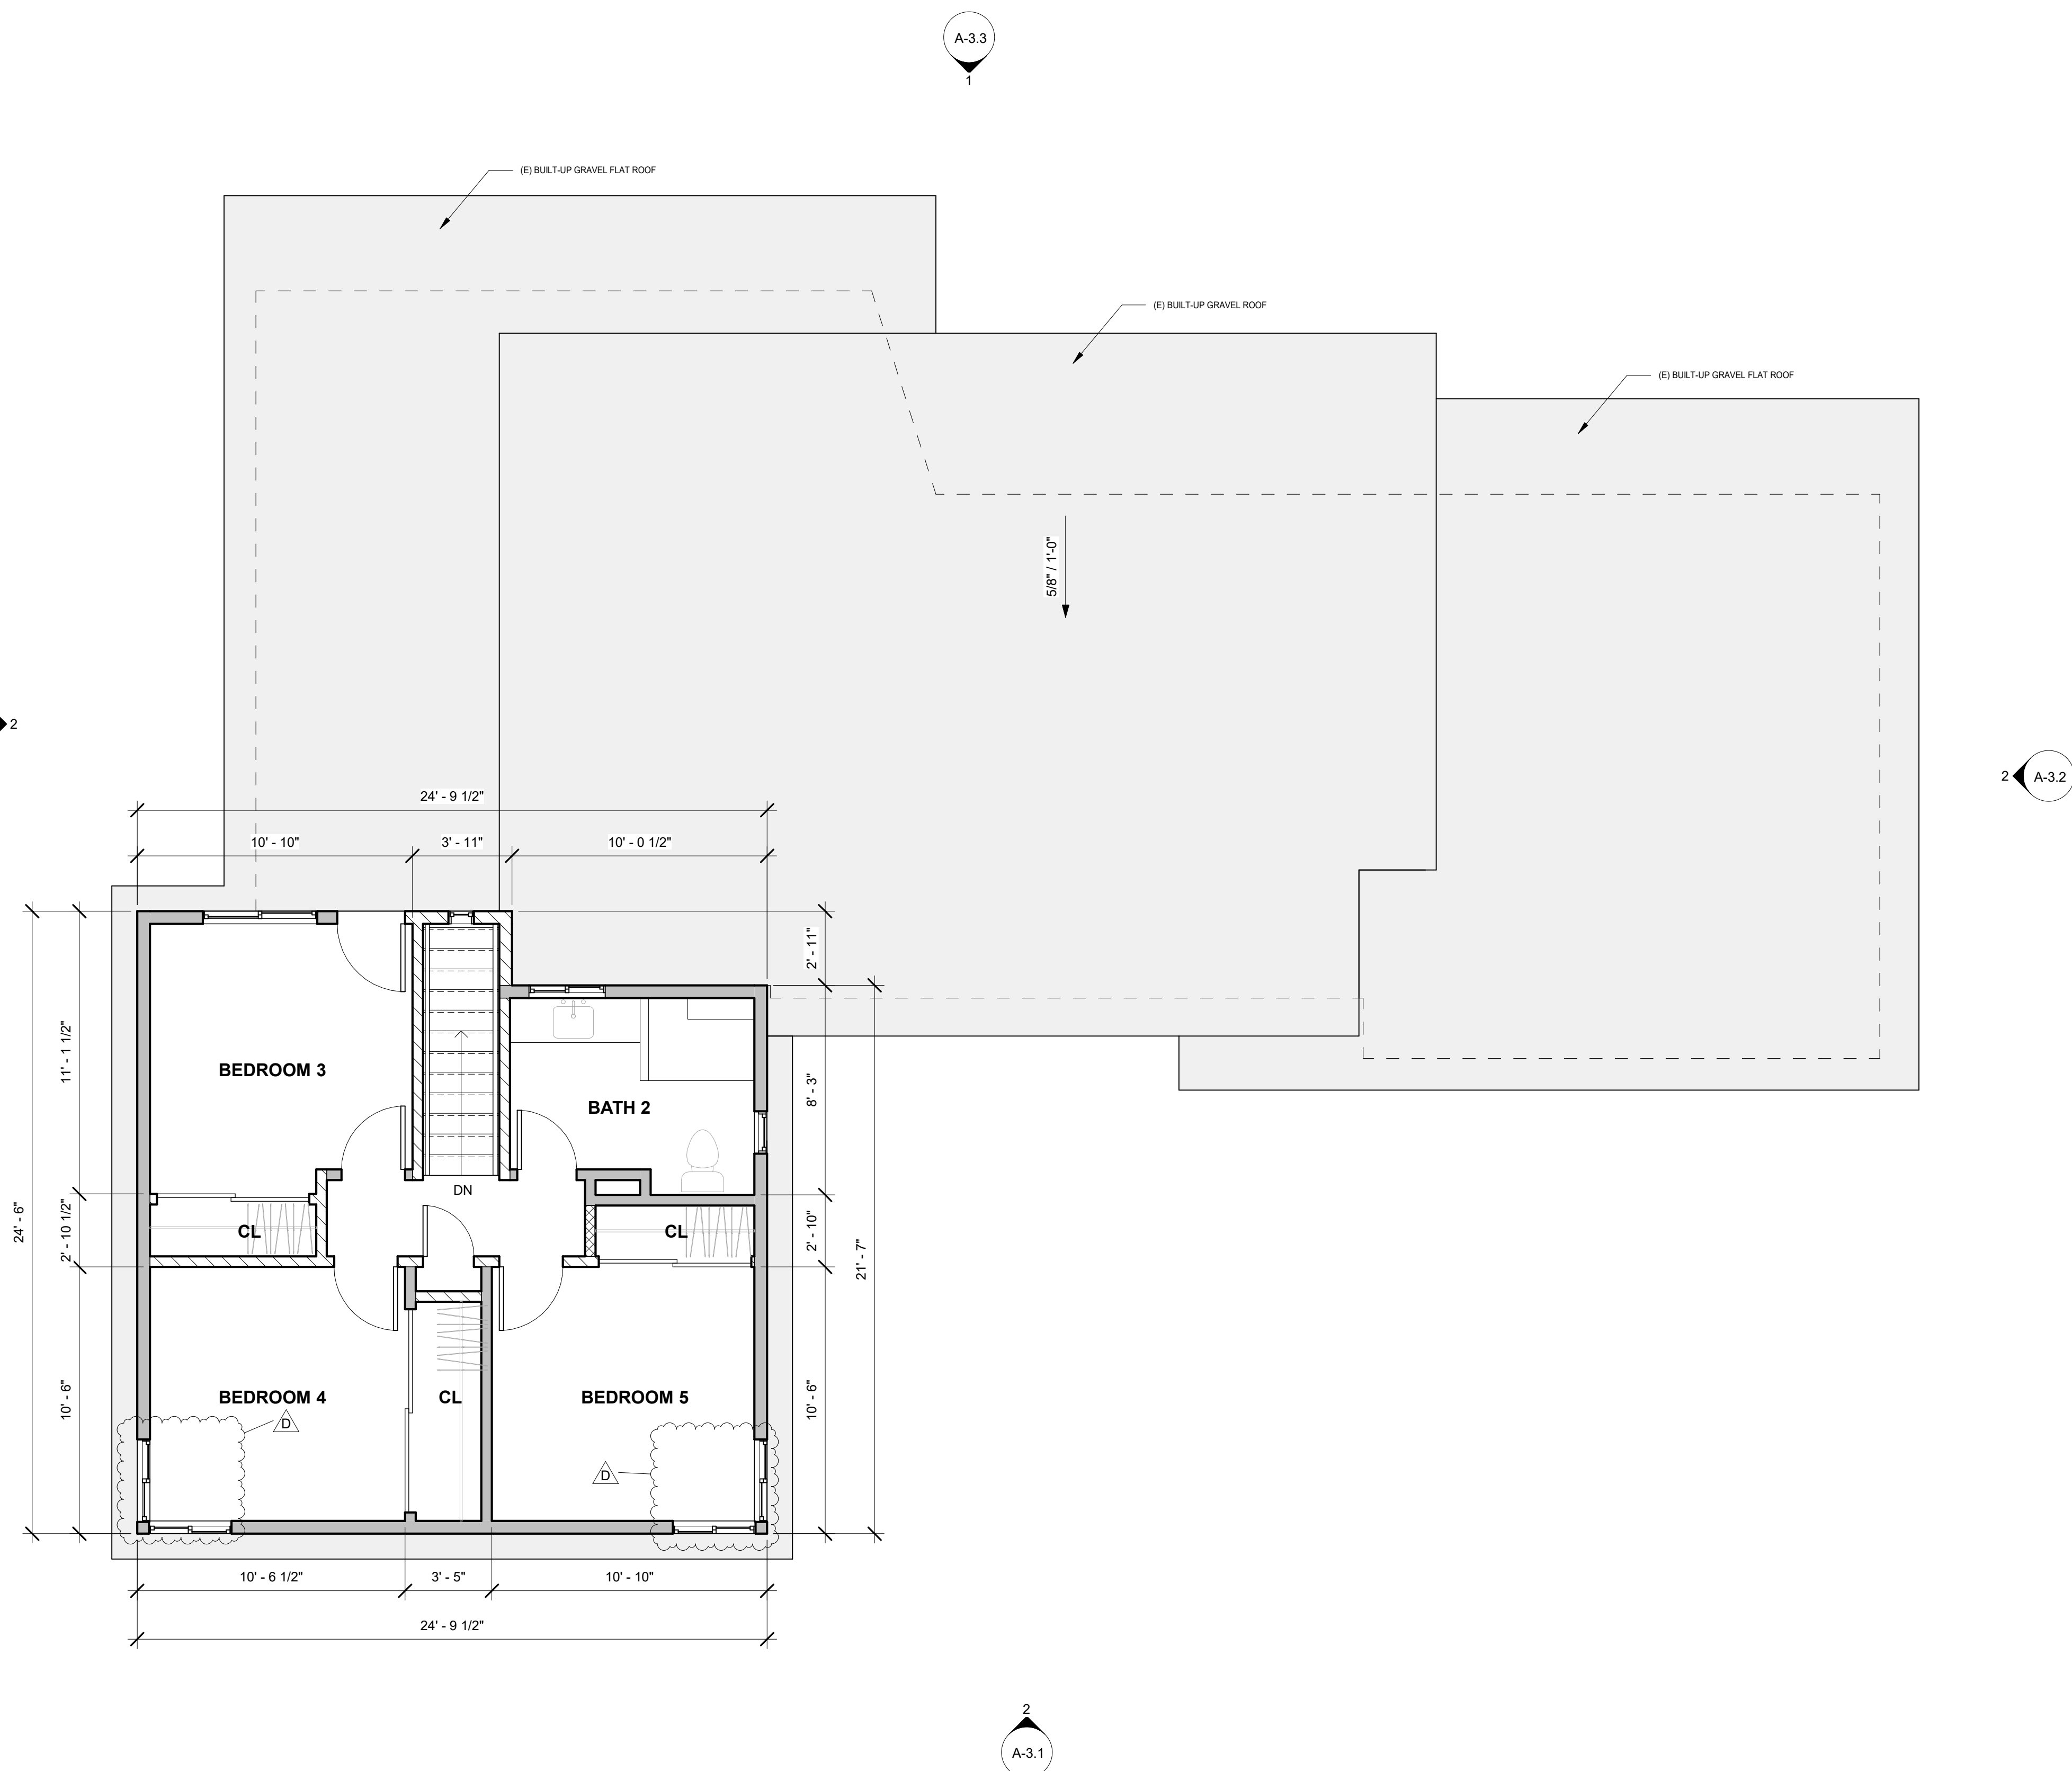 A-3.3
1
(E) BUILT-UP GRAVEL FLAT ROOF
(E) BUILT-UP GRAVEL ROOF
(E) BUILT-UP GRAVEL FLAT ROOF
5/8" / 1'-0"
2
2
A-3.2
24' - 9 1/2"
10' - 10"
3' - 11"
10' - 0 1/2"
2' - 11"
11' - 1 1/2"
BEDROOM 3
BATH 2
8' - 3"
DN
24' - 6"
2' - 10 1/2"
CL
CL
2' - 10"
21' - 7"
10' - 6"
BEDROOM 4
CL
BEDROOM 5
10' - 6"
D
D
10' - 6 1/2"
3' - 5"
10' - 10"
24' - 9 1/2"
2
A-3.1